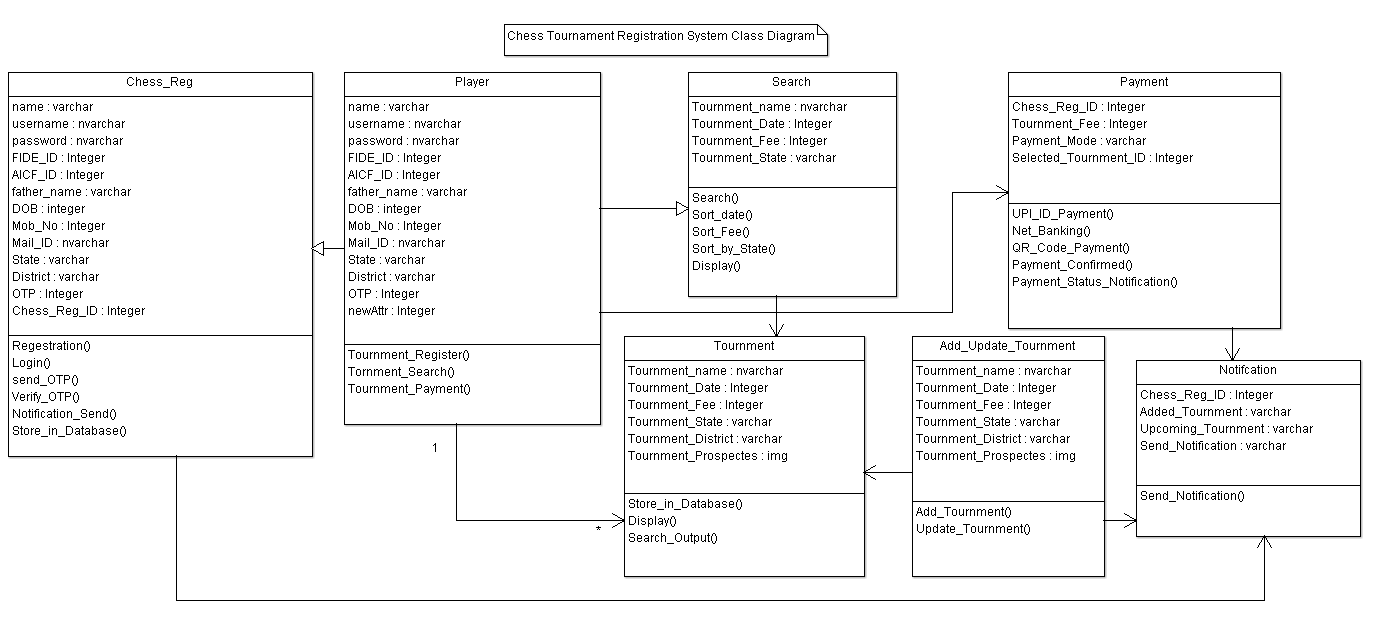 Chess Tournament Registration System Class Diagram
Chess_Reg
name : varchar
username : nvarchar
password : nvarchar
FIDE_ID : Integer
AICF_ID : Integer
father_name : varchar
DOB : integer
Mob_No : Integer
Mail_ID : nvarchar
State : varchar
District : varchar
OTP : Integer
Chess_Reg_ID : Integer
Regestration()
Login()
send_OTP()
Verify_OTP()
Notification_Send()
Store_in_Database()
Player
name : varchar
username : nvarchar
password : nvarchar
FIDE_ID : Integer
AICF_ID : Integer
father_name : varchar
DOB : integer
Mob_No : Integer
Mail_ID : nvarchar
State : varchar
District : varchar
OTP : Integer
newAttr : Integer
Tournment_Register()
Tornment_Search()
Tournment_Payment()
1
*
Search
Tournment_name : nvarchar
Tournment_Date : Integer
Tournment_Fee : Integer
Tournment_State : varchar
Search()
Sort_date()
Sort_Fee()
Sort_by_State()
Display()
Tournment
Tournment_name : nvarchar
Tournment_Date : Integer
Tournment_Fee : Integer
Tournment_State : varchar
Tournment_District : varchar
Tournment_Prospectes : img
Store_in_Database()
Display()
Search_Output()
Add_Update_Tournment
Tournment_name : nvarchar
Tournment_Date : Integer
Tournment_Fee : Integer
Tournment_State : varchar
Tournment_District : varchar
Tournment_Prospectes : img
Add_Tournment()
Update_Tournment()
Payment
Chess_Reg_ID : Integer
Tournment_Fee : Integer
Payment_Mode : varchar
Selected_Tournment_ID : Integer
UPI_ID_Payment()
Net_Banking()
QR_Code_Payment()
Payment_Confirmed()
Payment_Status_Notification()
Notifcation
Chess_Reg_ID : Integer
Added_Tournment : varchar
Upcoming_Tournment : varchar
Send_Notification : varchar
Send_Notification()